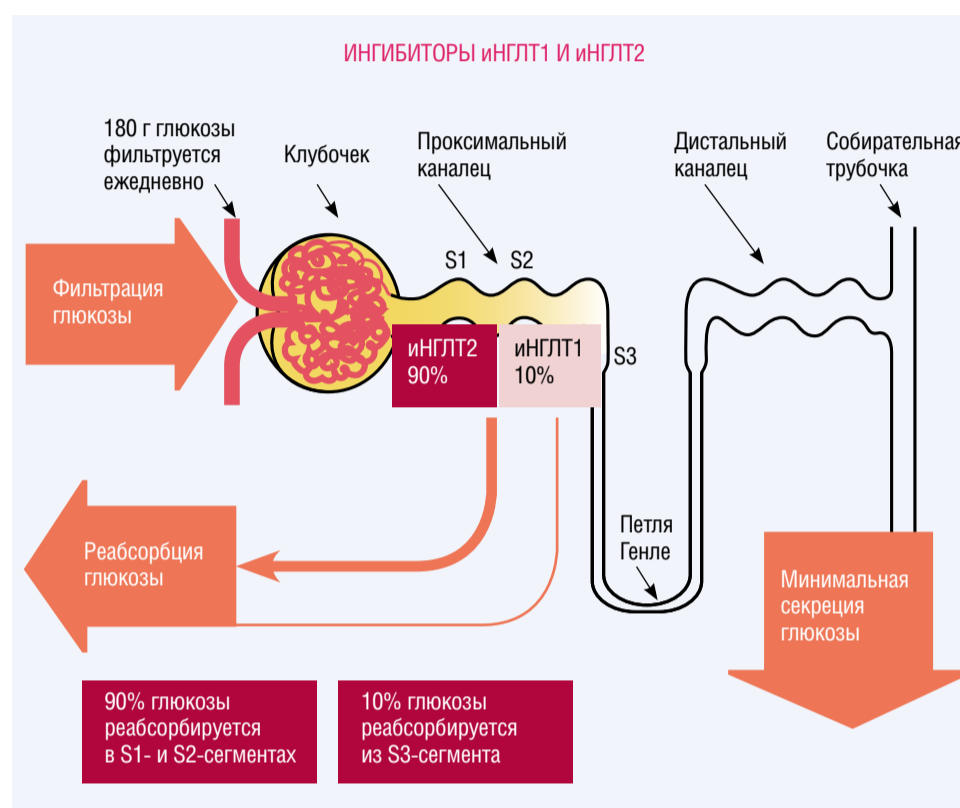 ИНГИБИТОРЫ иНГЛТ1 И иНГЛТ2
180 г глюкозы
фильтруется
ежедневно
Клубочек
Проксимальный
каналец
Дистальный
каналец
Собирательная
трубочка
S1
S2
Фильтрация
глюкозы
иНГЛТ2
90%
иНГЛТ1
10%
S3
Петля
Генле
Реабсорбция
глюкозы
Минимальная
секреция
глюкозы
90% глюкозы
реабсорбируется
в S1- и S2-сегментах
10% глюкозы
реабсорбируется
из S3-сегмента